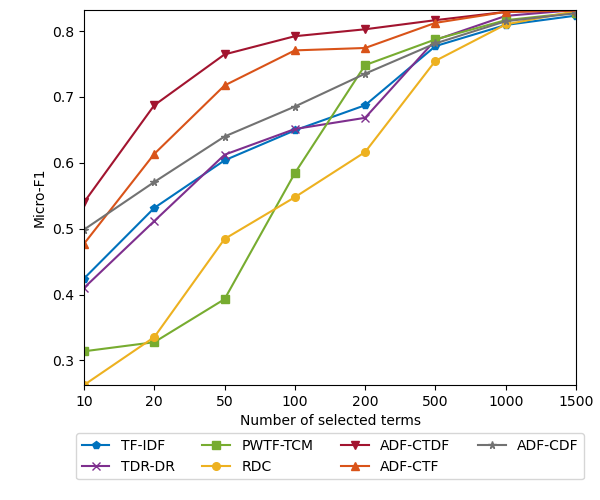 0.8
0.7
0.6
0.5
0.4
0.3
Micro-F1
10 20 50 100 200 500 1000 1500
Number of selected terms
TF-IDF PWTF-TCM ADF-CTDF ADF-CDF
TDR-DR RDC ADF-CTF